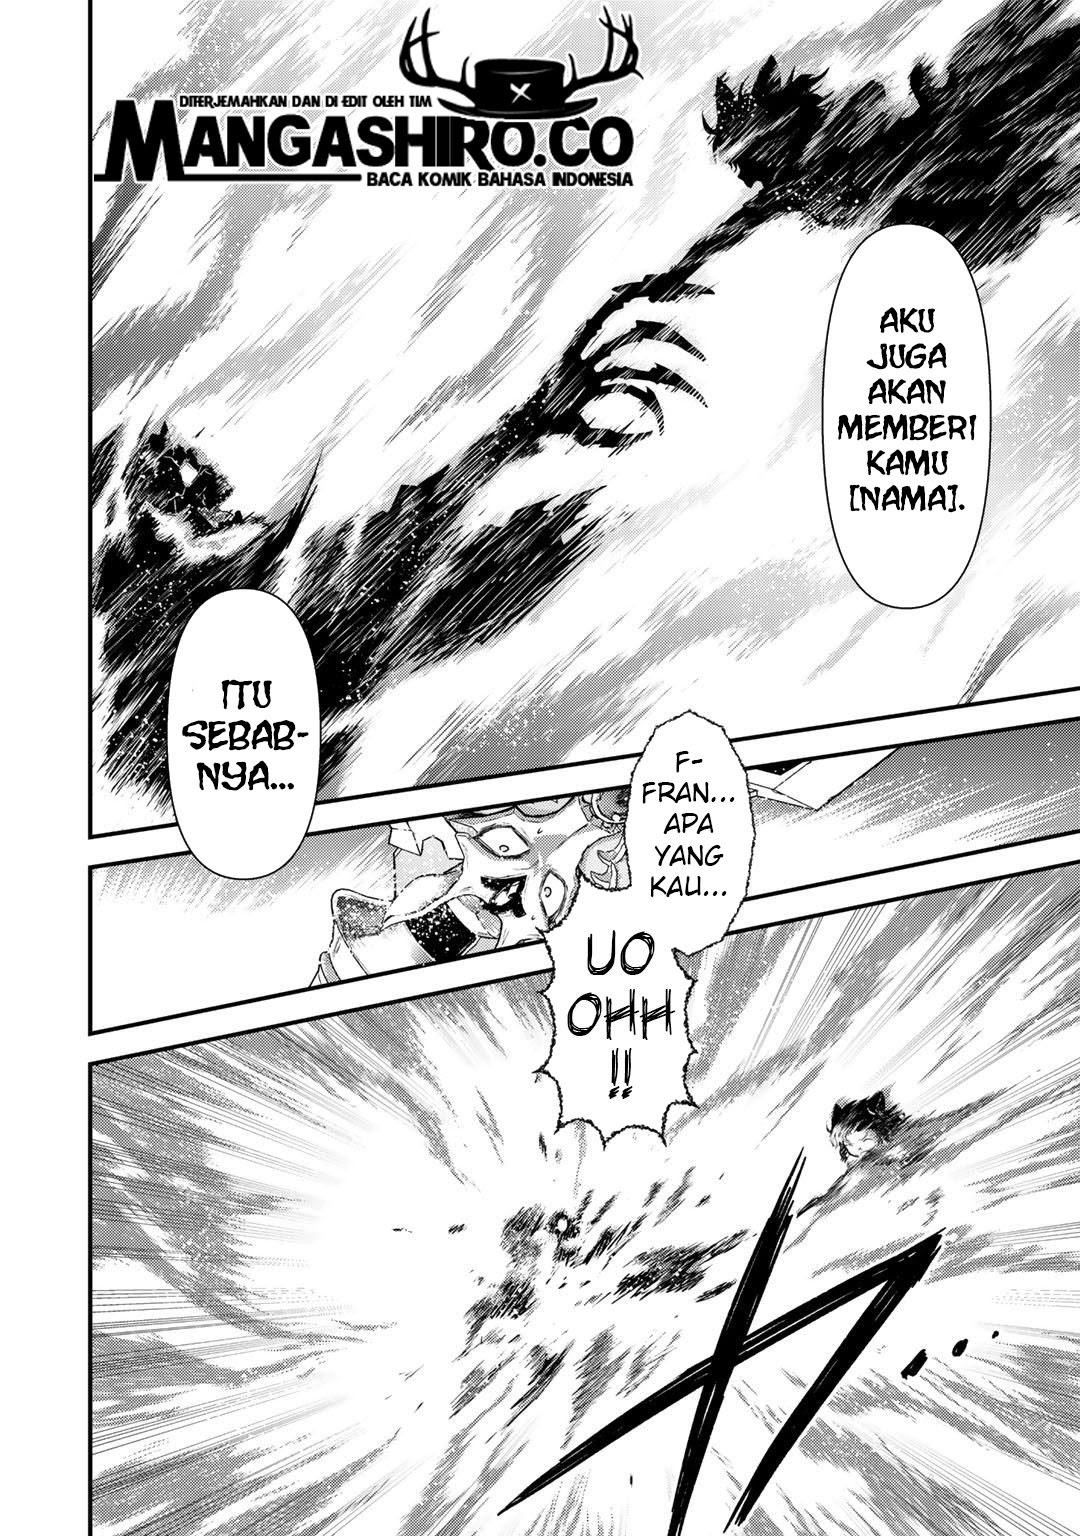 DITERJEMAHKAN DAN DI EDIT OLEH TIM
MANGASHIRO.CO
BACA KOMIK BAHASA INDONESIA
AKU
JUGA
AKAN
MEMBERI
KAMU
[NAMA].
ITU
SEBAB-
NYA...
F-
FRAN...
APA
YANG
KAU...
UO
OHH
!!